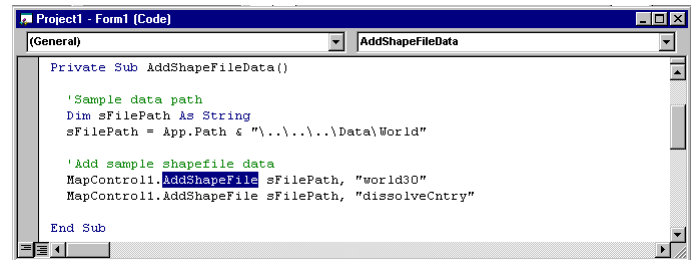 Project1 - Form1 (Code)
(General) AddShapeFileData
Private Sub AddShapeFileData()
'Sample data path
Dim sFilePath As String
sFilePath = App.Path & "\..\..\..\Data\World"
'Add sample shapefile data
MapControl1.AddShapeFile sFilePath, "world30"
MapControl1.AddShapeFile sFilePath, "dissolveCntry"
End Sub